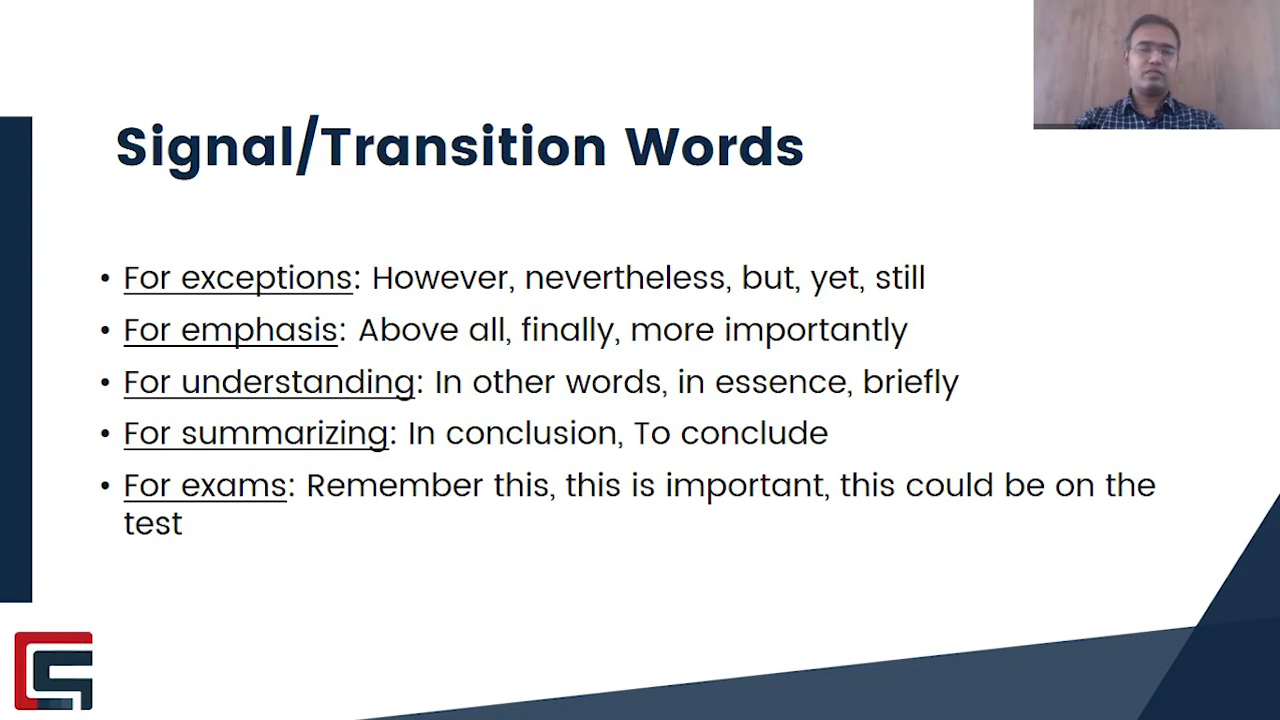 Signal/Transition Words
• For exceptions: However, nevertheless, but, yet, still
• For emphasis: Above all, finally, more importantly
• For understanding: In other words, in essence, briefly
• For summarizing: In conclusion, To conclude
• For exams: Remember this, this is important, this could be on the
test